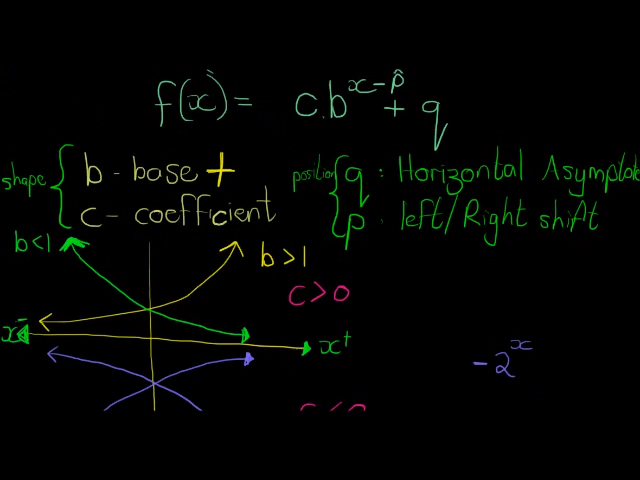 f(x) = c.b^(x-p) + q
shape { b - base +
c - coefficient
position { q : Horizontal Asymptote
p : left/Right shift
b<1
b>1
c>0
x⁻
x⁺
-2^x